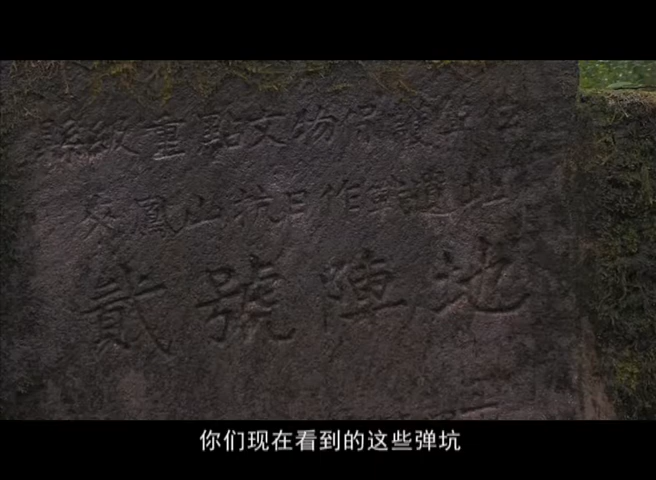 縣級重點文物保護單位
來鳳山抗日作戰遺址
貳號陣地
你们现在看到的这些弹坑